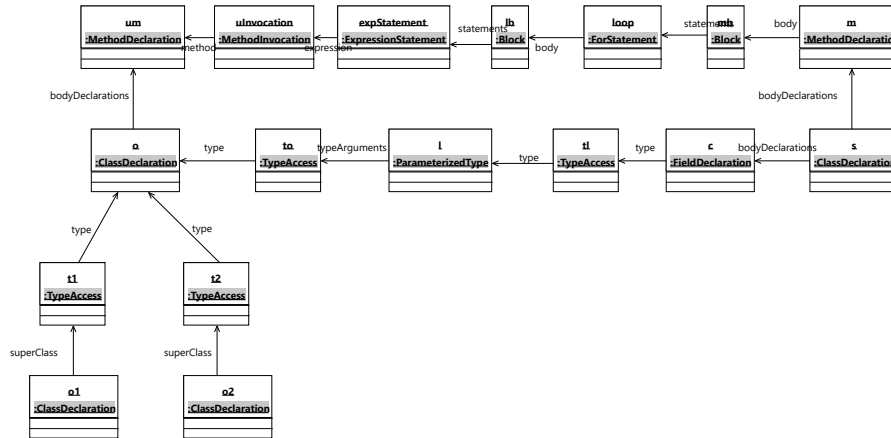 um
:MethodDeclaration
method
uInvocation
:MethodInvocation
expression
expStatement
:ExpressionStatement
statements
lb
:Block
body
loop
:ForStatement
statements
mb
:Block
body
m
:MethodDeclaration
bodyDeclarations
bodyDeclarations
o
:ClassDeclaration
type
to
:TypeAccess
typeArguments
l
:ParameterizedType
type
tl
:TypeAccess
type
c
:FieldDeclaration
bodyDeclarations
s
:ClassDeclaration
type
type
t1
:TypeAccess
t2
:TypeAccess
superClass
superClass
o1
:ClassDeclaration
o2
:ClassDeclaration